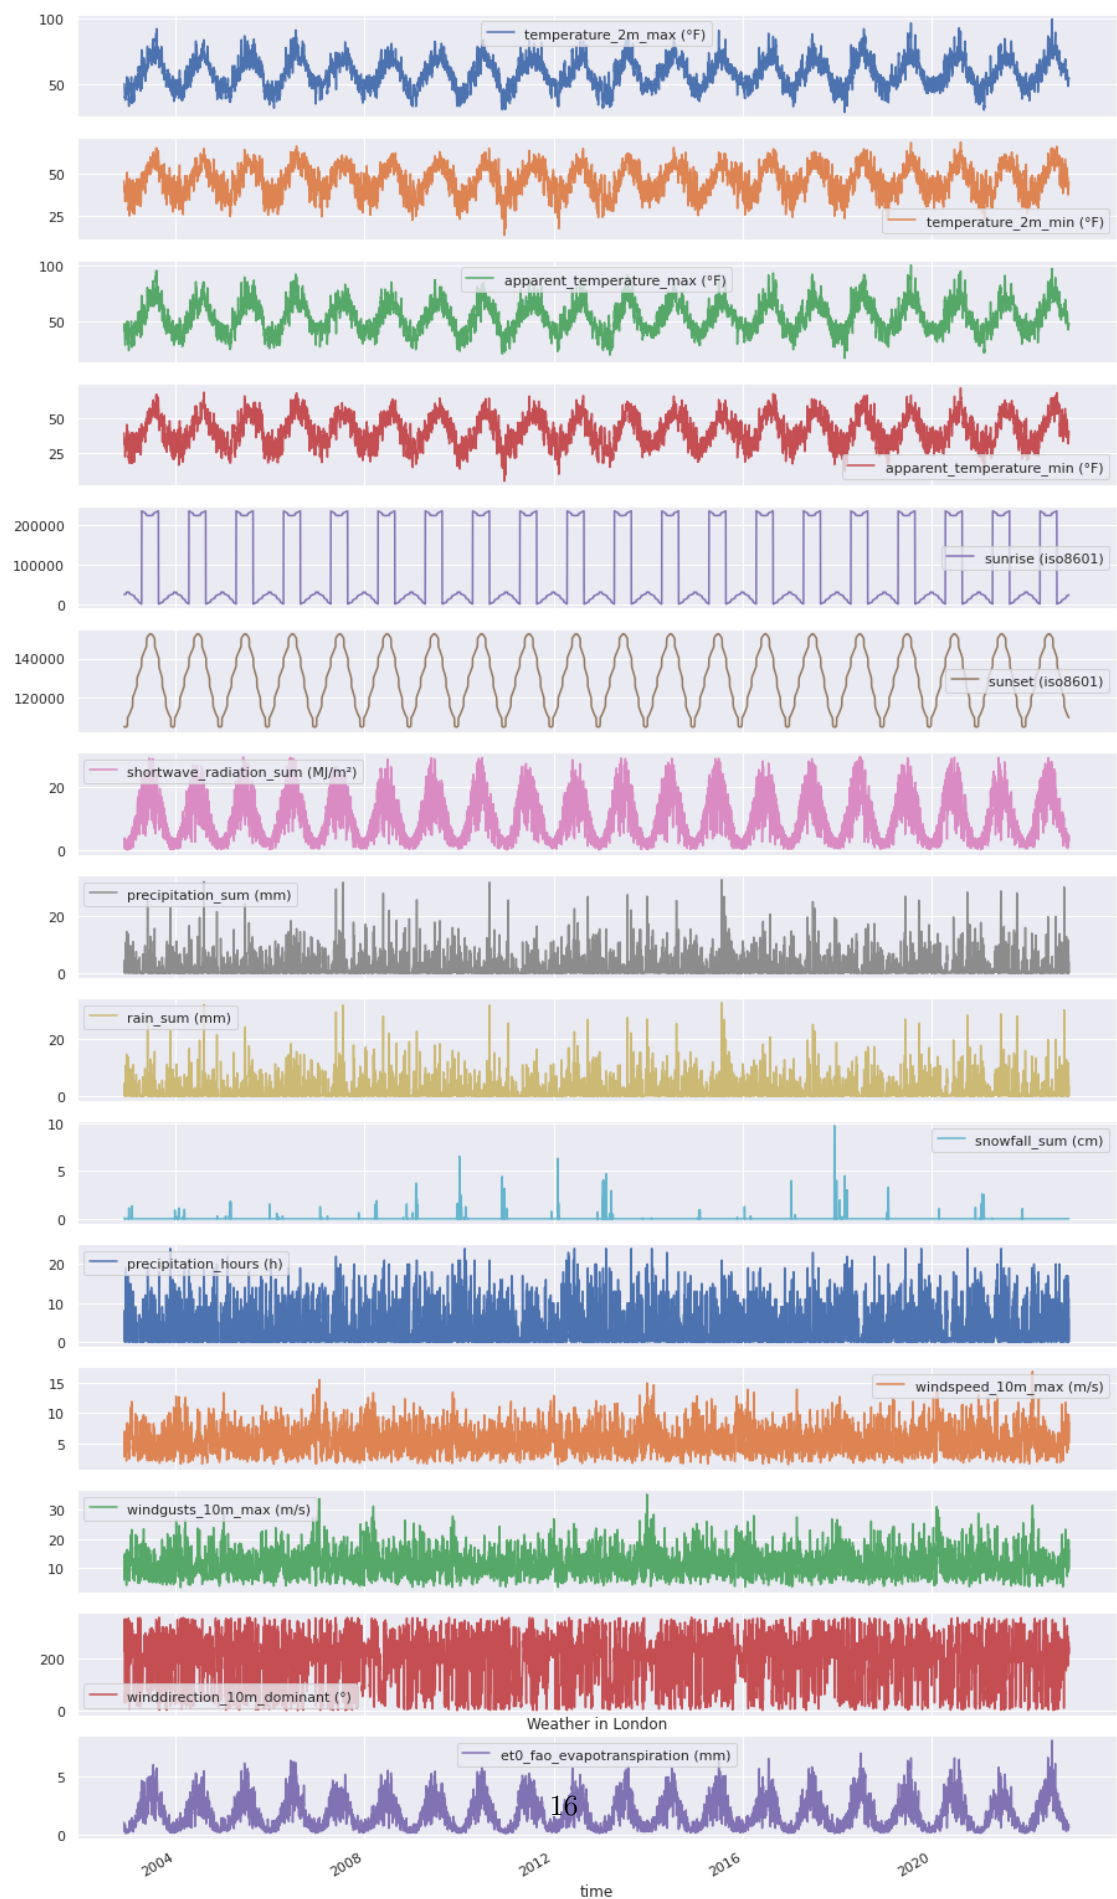 100
temperature_2m_max (°F)
50
50
25
temperature_2m_min (°F)
100
apparent_temperature_max (°F)
50
50
25
apparent_temperature_min (°F)
200000
sunrise (iso8601)
100000
0
140000
sunset (iso8601)
120000
shortwave_radiation_sum (MJ/m²)
20
0
precipitation_sum (mm)
20
0
rain_sum (mm)
20
0
10
snowfall_sum (cm)
5
0
precipitation_hours (h)
20
10
0
15
windspeed_10m_max (m/s)
10
5
30
windgusts_10m_max (m/s)
20
10
200
winddirection_10m_dominant (°)
0
Weather in London
et0_fao_evapotranspiration (mm)
5
16
0
2004 2008 2012 2016 2020
time